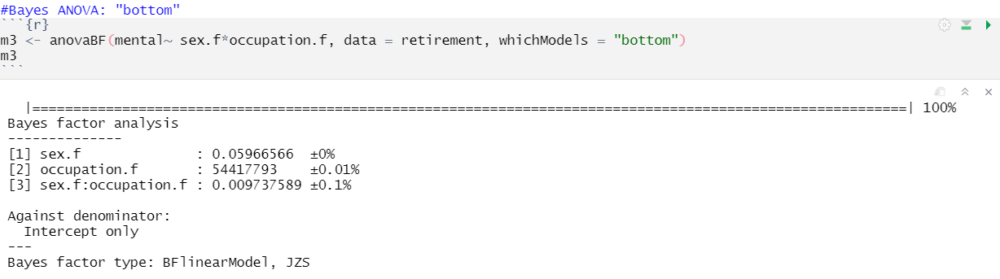 #Bayes ANOVA: "bottom"
```{r}
m3 <- anovaBF(mental~ sex.f*occupation.f, data = retirement, whichModels = "bottom")
m3
```
|===========================================================================================================| 100%
Bayes factor analysis
--------------
[1] sex.f              : 0.05966566  ±0%
[2] occupation.f       : 54417793    ±0.01%
[3] sex.f:occupation.f : 0.009737589 ±0.1%
Against denominator:
  Intercept only
---
Bayes factor type: BFlinearModel, JZS